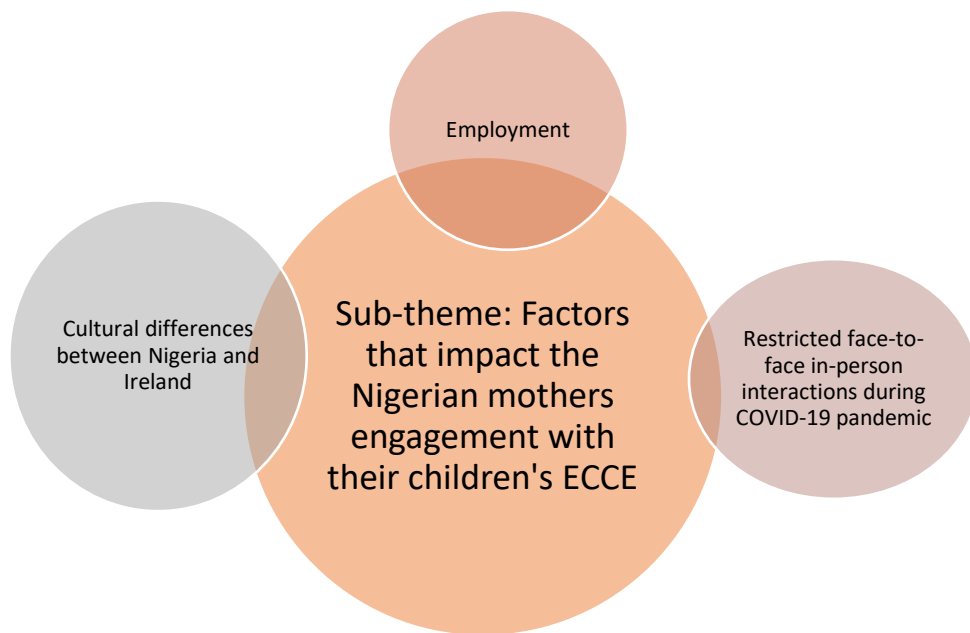 Employment
Cultural differences
between Nigeria and
Ireland
Sub-theme: Factors
that impact the
Nigerian mothers
engagement with
their children's ECCE
Restricted face-to-
face in-person
interactions during
COVID-19 pandemic